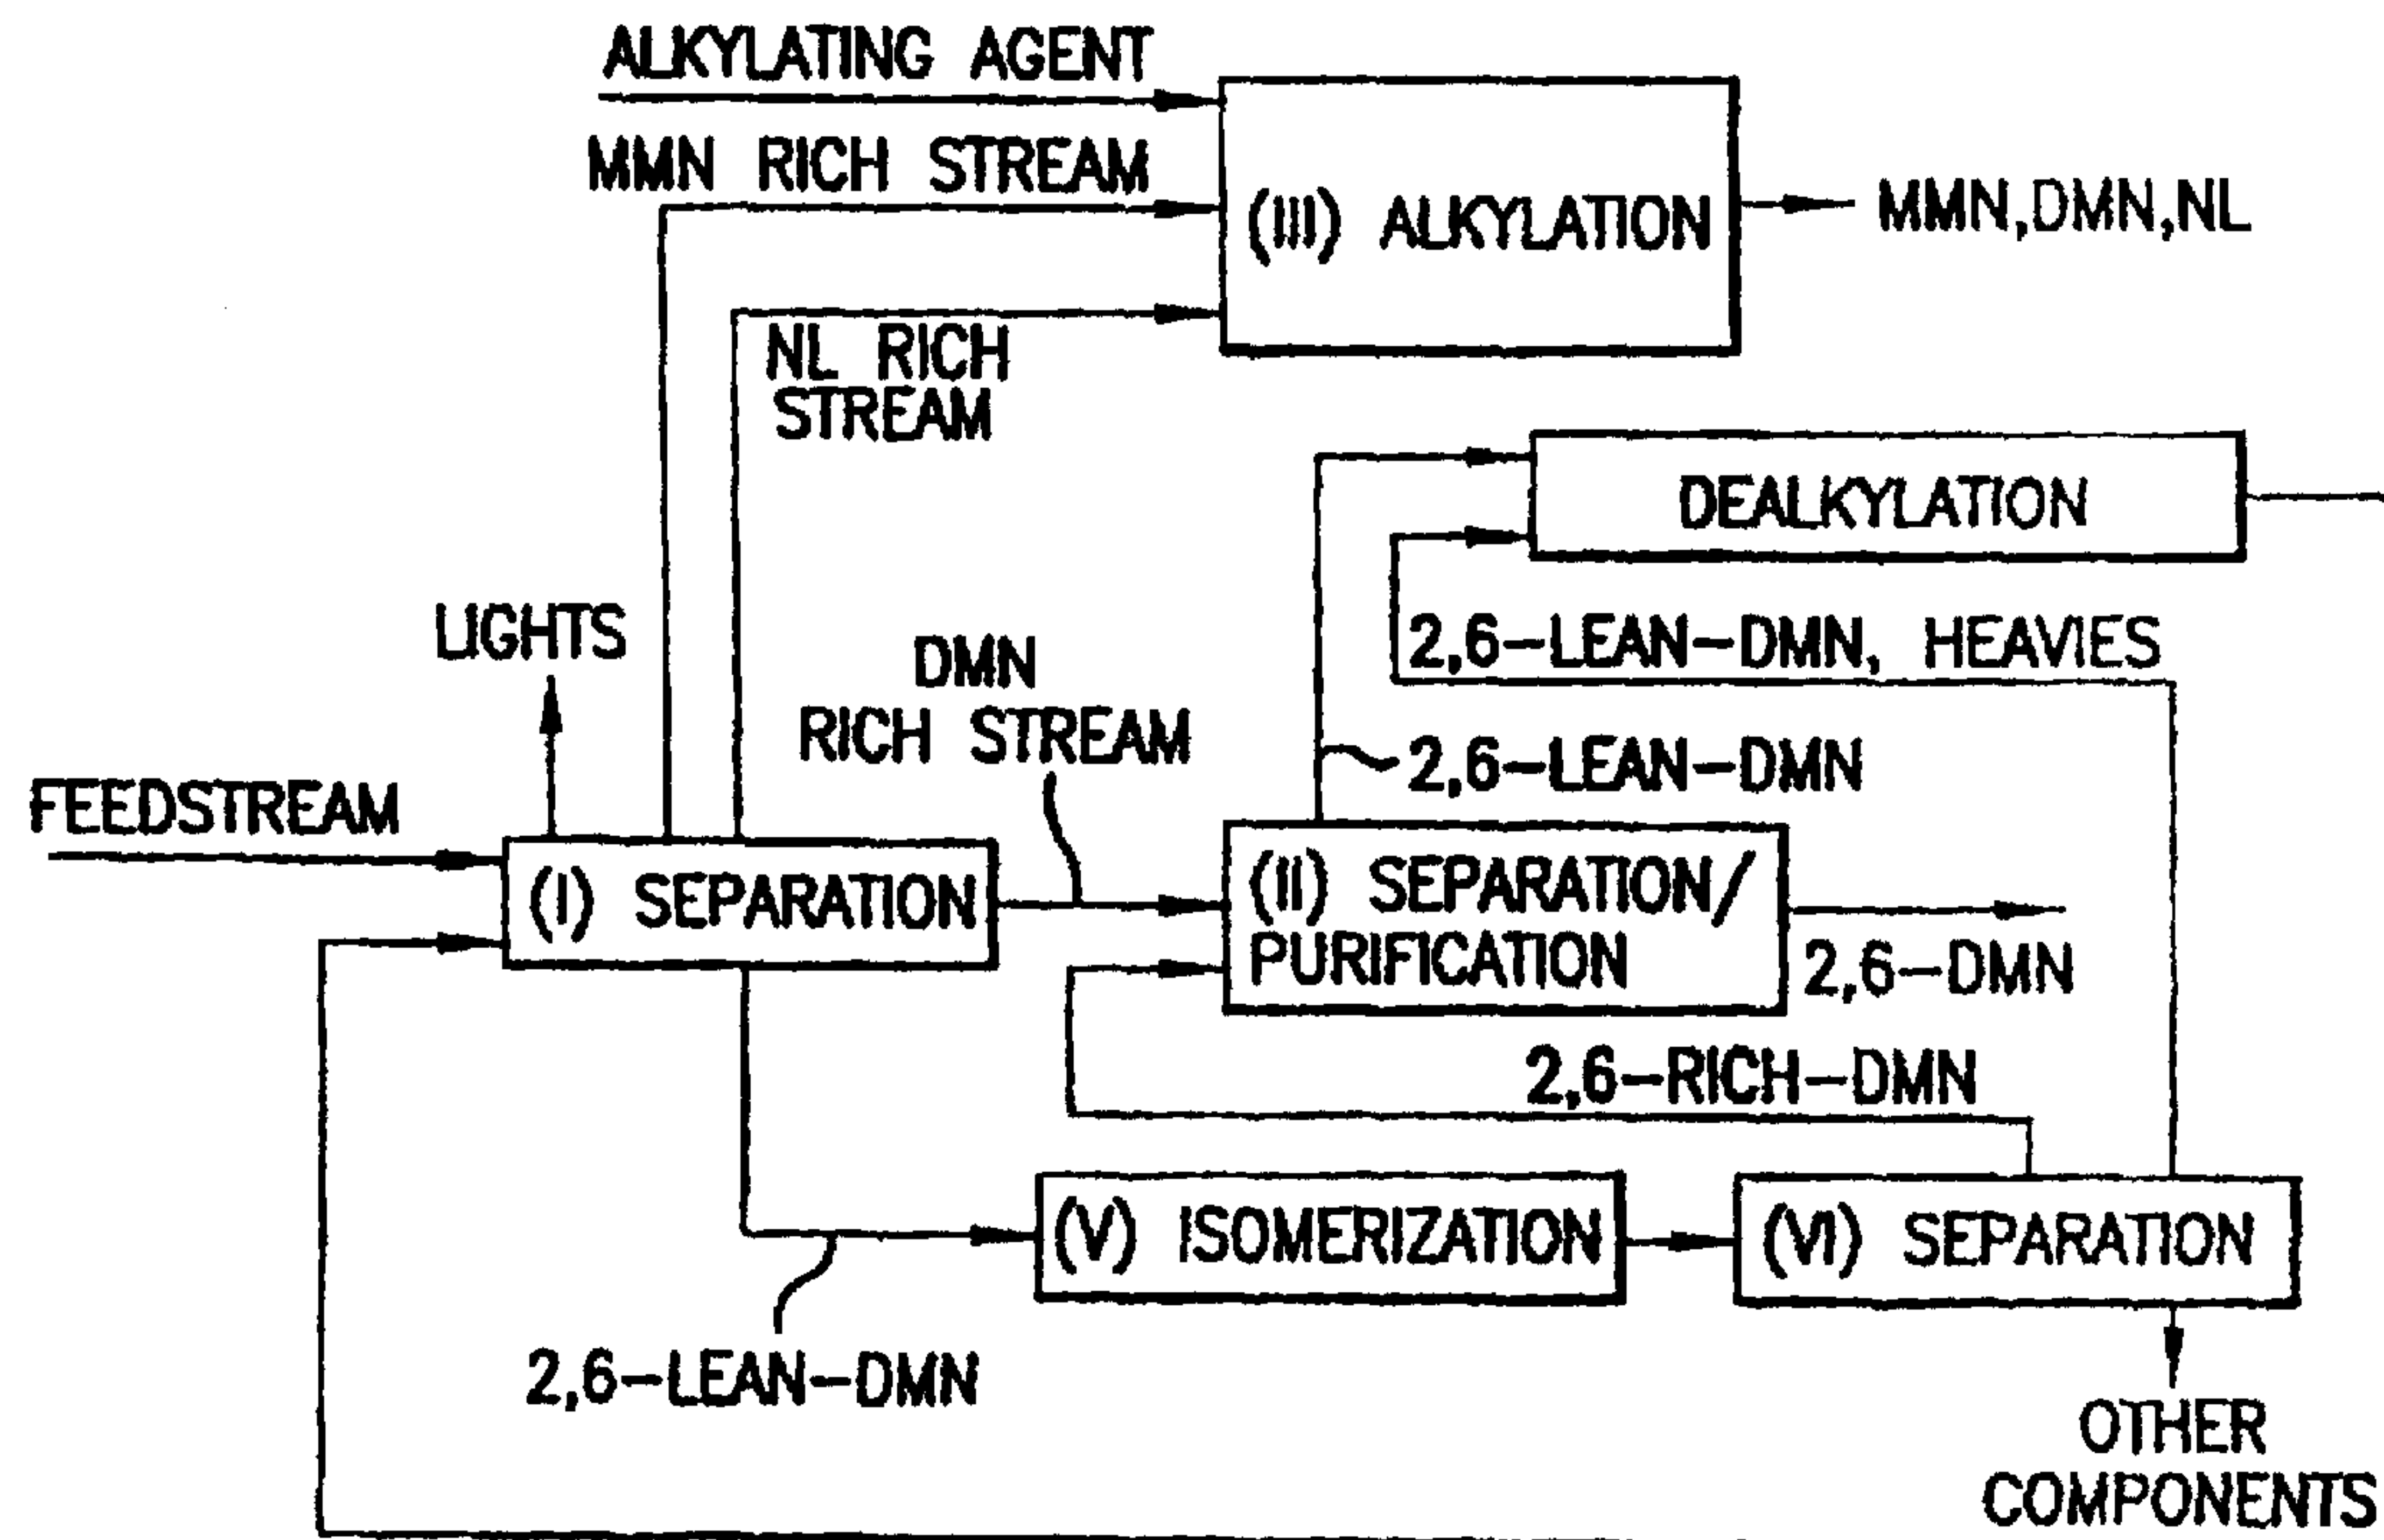 ALKYLATING AGENT
MMN RICH STREAM
(III) ALKYLATION
MMN,DMN,NL
NL RICH
STREAM
DEALKYLATION
LIGHTS
2,6-LEAN-DMN, HEAVIES
DMN
RICH STREAM
2,6-LEAN-DMN
FEEDSTREAM
(I) SEPARATION
(II) SEPARATION/
PURIFICATION
2,6-DMN
2,6-RICH-DMN
(V) ISOMERIZATION
(VI) SEPARATION
2,6-LEAN-DMN
OTHER
COMPONENTS